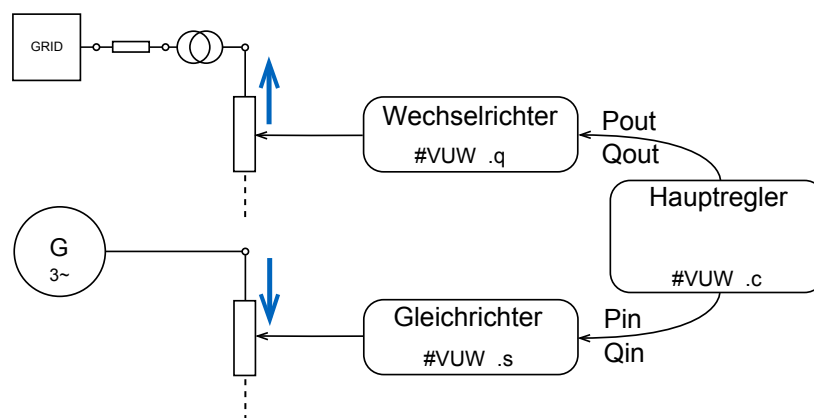 GRID
Wechselrichter
#VUW .q
Pout
Qout
Hauptregler
#VUW .c
G
3~
Gleichrichter
#VUW .s
Pin
Qin